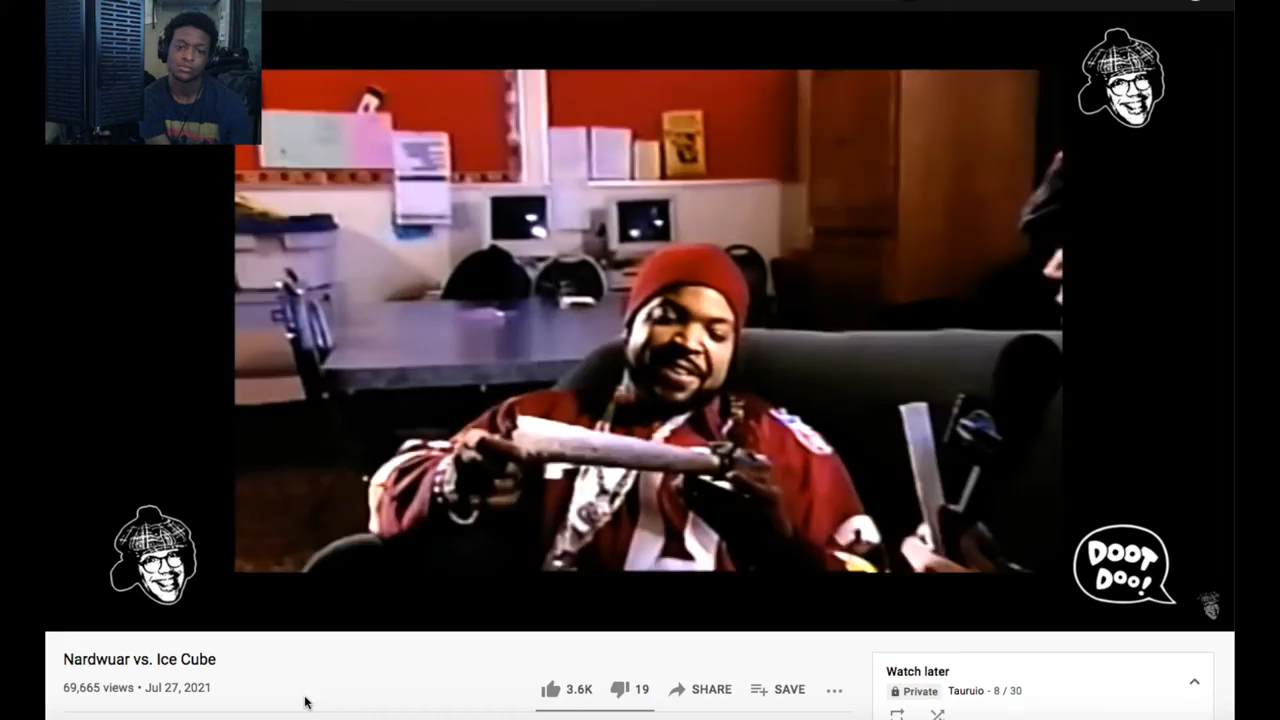 DOOT
DOO!
Nardwuar vs. Ice Cube
69,665 views • Jul 27, 2021
3.6K
19
SHARE
SAVE
Watch later
Private
Tauruio - 8 / 30